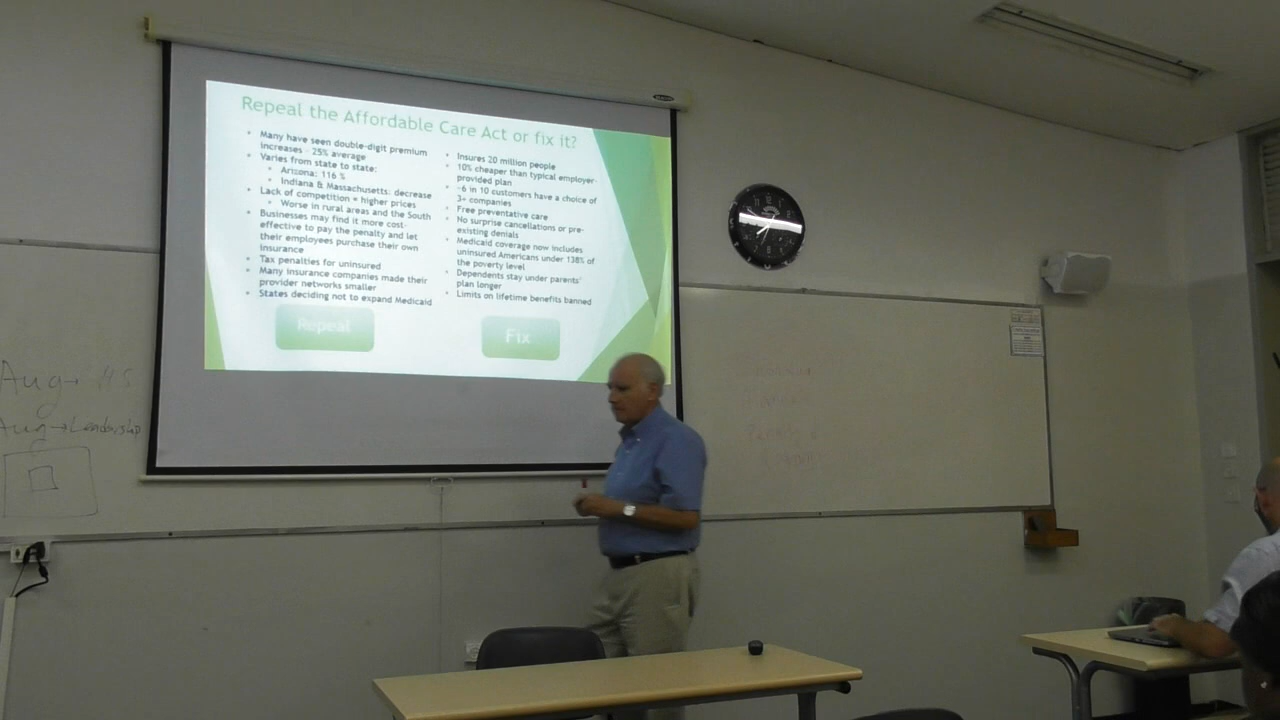 Repeal the Affordable Care Act or fix it?
• Many have seen double-digit premium
increases - 25% average
• Varies from state to state:
• Arizona: 116 %
• Indiana & Massachusetts: decrease
• Lack of competition = higher prices
• Worse in rural areas and the South
• Businesses may find it more cost-
effective to pay the penalty and let
their employees purchase their own
insurance
• Tax penalties for uninsured
• Many insurance companies made their
provider networks smaller
• States deciding not to expand Medicaid
Repeal
• Insures 20 million people
• 10% cheaper than typical employer-
provided plan
• ~6 in 10 customers have a choice of
3+ companies
• Free preventative care
• No surprise cancellations or pre-
existing denials
• Medicaid coverage now includes
uninsured Americans under 138% of
the poverty level
• Dependents stay under parents'
plan longer
• Limits on lifetime benefits banned
Fix
Aug→
Aug→Leadership